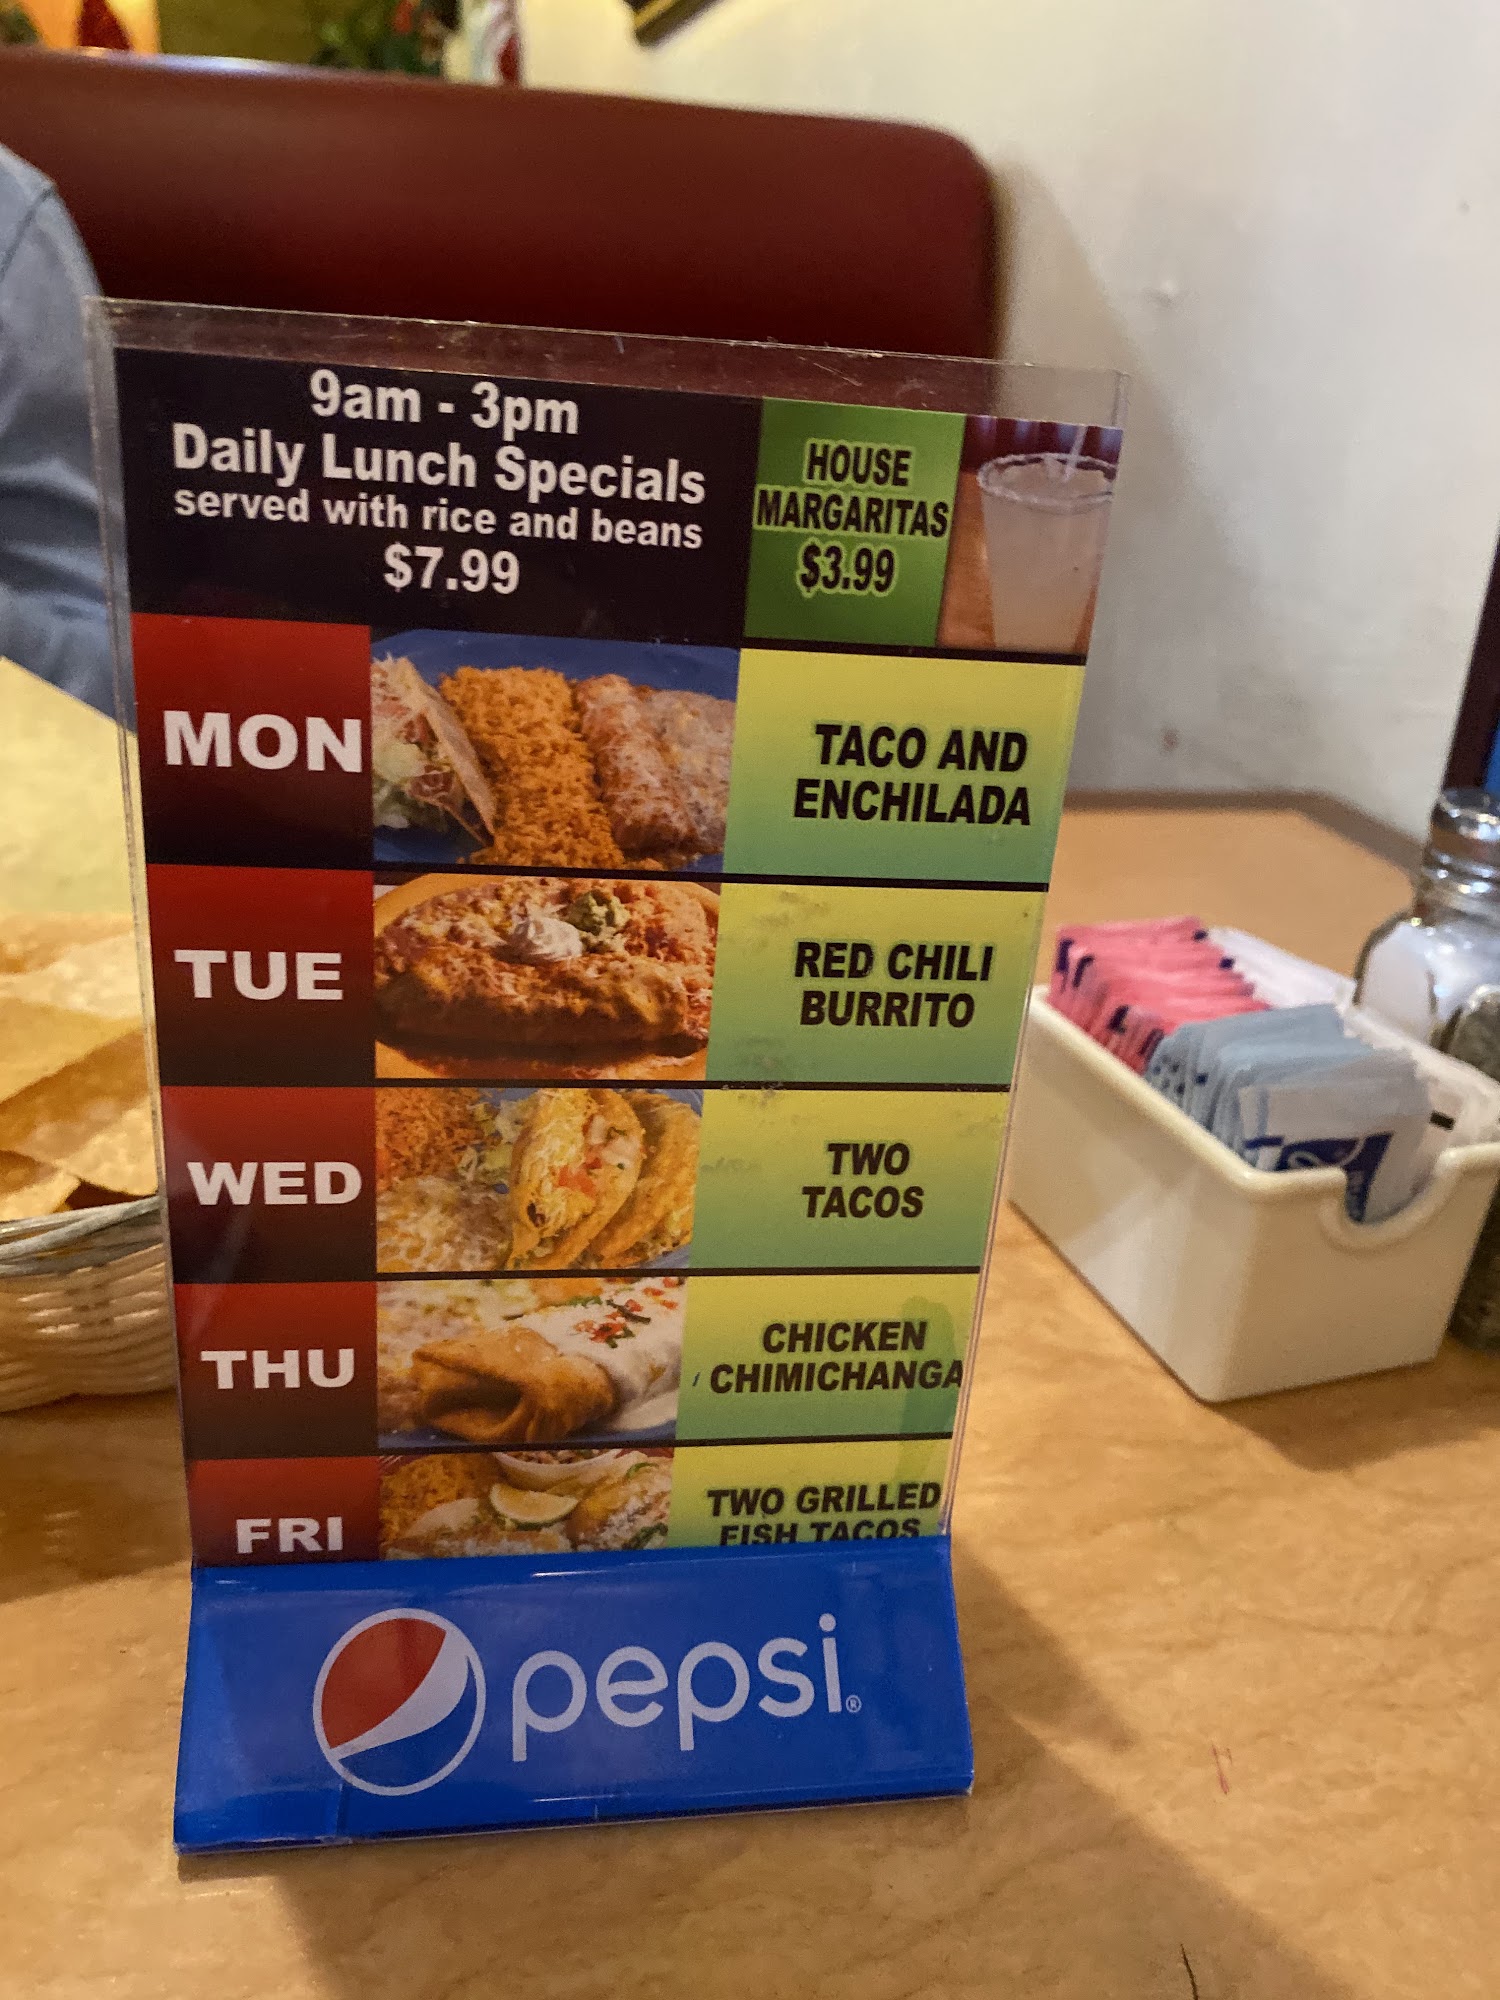 9am - 3pm
Daily Lunch Specials
served with rice and beans
$7.99
HOUSE
MARGARITAS
$3.99
MON
TACO AND
ENCHILADA
TUE
RED CHILI
BURRITO
WED
TWO
TACOS
THU
CHICKEN
CHIMICHANGA
FRI
TWO GRILLED
FISH TACOS
pepsi®